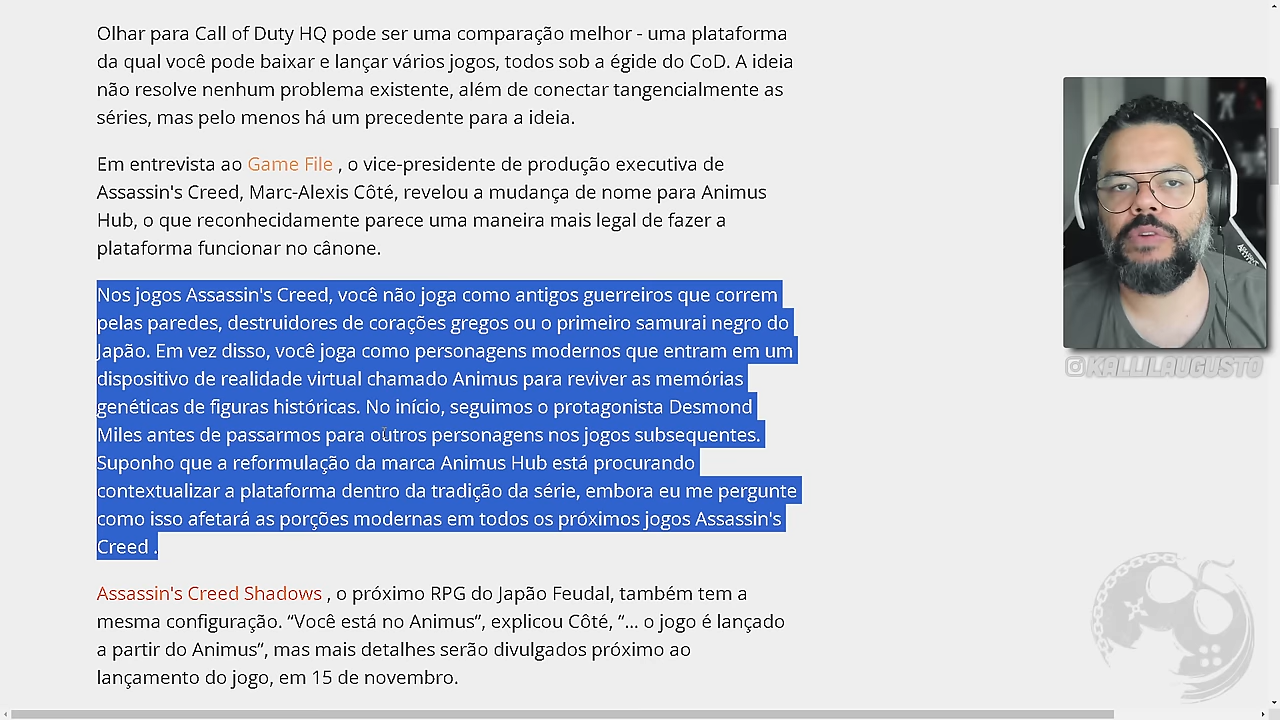 Olhar para Call of Duty HQ pode ser uma comparação melhor - uma plataforma
da qual você pode baixar e lançar vários jogos, todos sob a égide do CoD. A ideia
não resolve nenhum problema existente, além de conectar tangencialmente as
séries, mas pelo menos há um precedente para a ideia.
Em entrevista ao Game File , o vice-presidente de produção executiva de
Assassin's Creed, Marc-Alexis Côté, revelou a mudança de nome para Animus
Hub, o que reconhecidamente parece uma maneira mais legal de fazer a
plataforma funcionar no cânone.
Nos jogos Assassin's Creed, você não joga como antigos guerreiros que correm
pelas paredes, destruidores de corações gregos ou o primeiro samurai negro do
Japão. Em vez disso, você joga como personagens modernos que entram em um
dispositivo de realidade virtual chamado Animus para reviver as memórias
genéticas de figuras históricas. No início, seguimos o protagonista Desmond
Miles antes de passarmos para outros personagens nos jogos subsequentes.
Suponho que a reformulação da marca Animus Hub está procurando
contextualizar a plataforma dentro da tradição da série, embora eu me pergunte
como isso afetará as porções modernas em todos os próximos jogos Assassin's
Creed .
Assassin's Creed Shadows , o próximo RPG do Japão Feudal, também tem a
mesma configuração. “Você está no Animus”, explicou Côté, “... o jogo é lançado
a partir do Animus“, mas mais detalhes serão divulgados próximo ao
lançamento do jogo, em 15 de novembro.
@KALLILAUGUSTO